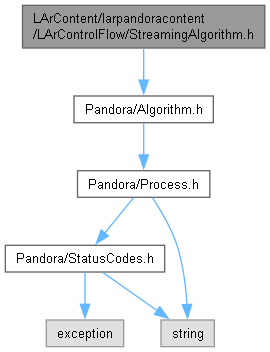 LArContent/larpandoracontent
/LArControlFlow/StreamingAlgorithm.h
Pandora/Algorithm.h
Pandora/Process.h
Pandora/StatusCodes.h
exception
string